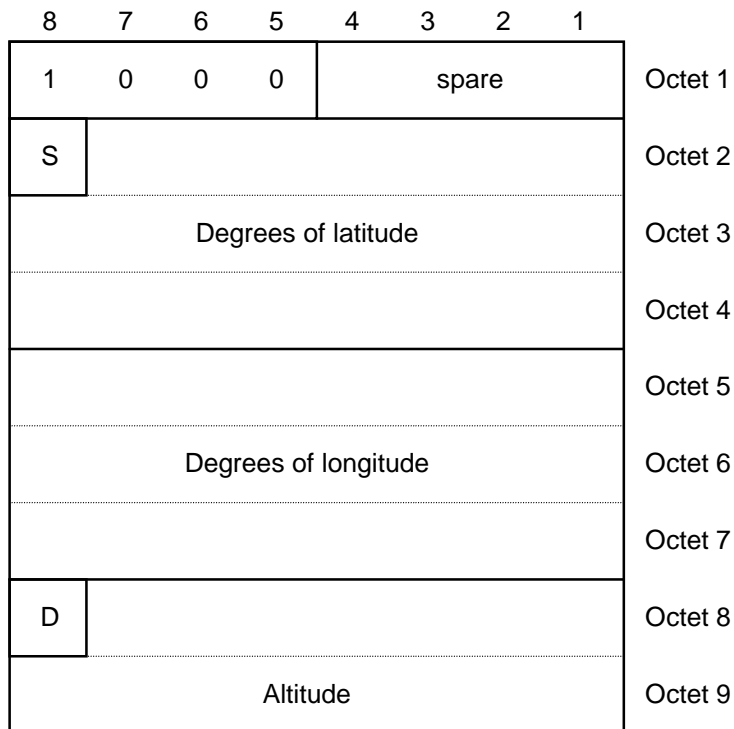 8 7 6 5 4 3 2 1
1 0 0 0 spare Octet 1
S Octet 2
Degrees of latitude Octet 3
Octet 4
Octet 5
Degrees of longitude Octet 6
Octet 7
D Octet 8
Altitude Octet 9